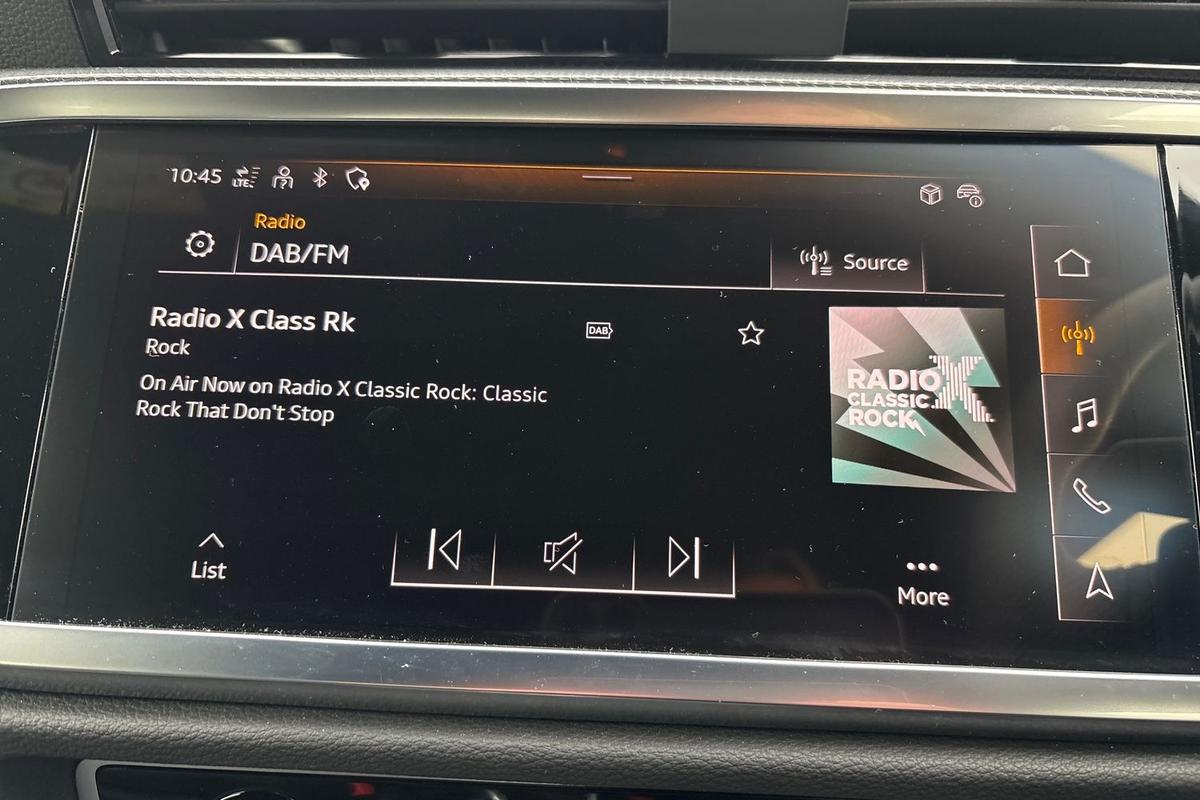 10:45 LTE
Radio
DAB/FM
Source
Radio X Class Rk
DAB
Rock
On Air Now on Radio X Classic Rock: Classic
Rock That Don't Stop
RADIO X
CLASSIC
ROCK
List
More